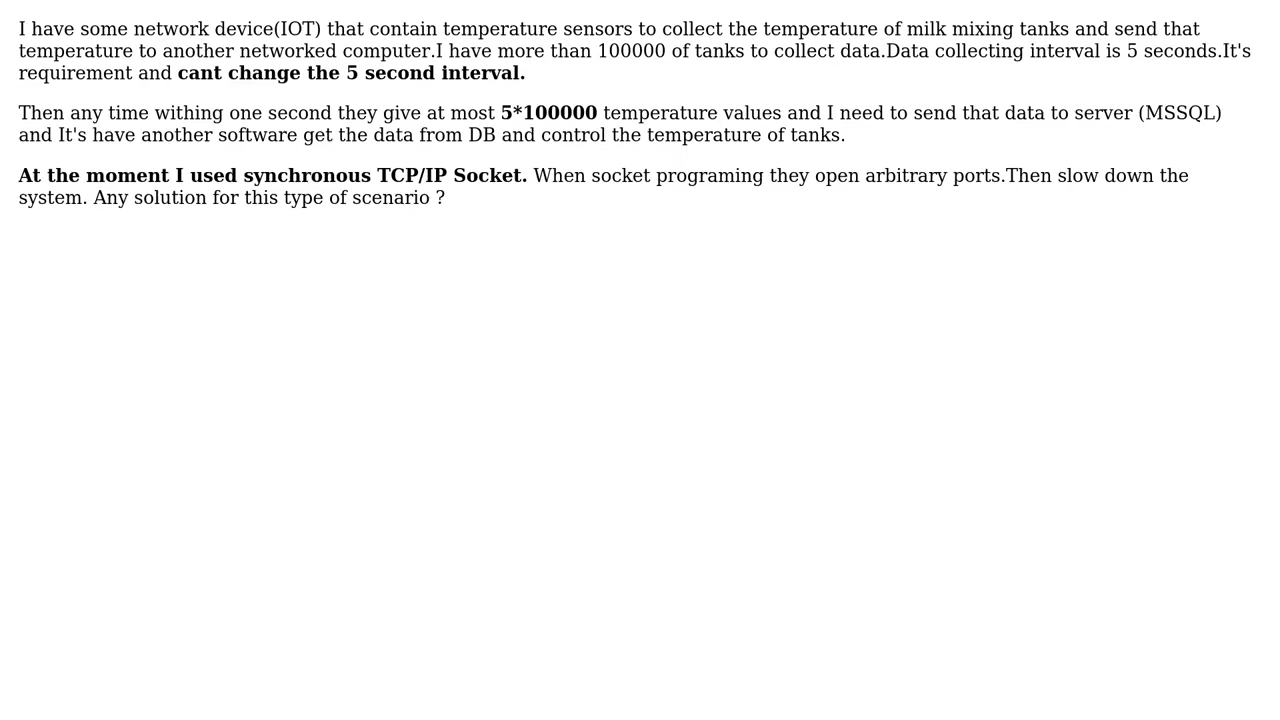 I have some network device(IOT) that contain temperature sensors to collect the temperature of milk mixing tanks and send that
temperature to another networked computer.I have more than 100000 of tanks to collect data.Data collecting interval is 5 seconds.It's
requirement and cant change the 5 second interval.
Then any time withing one second they give at most 5*100000 temperature values and I need to send that data to server (MSSQL)
and It's have another software get the data from DB and control the temperature of tanks.
At the moment I used synchronous TCP/IP Socket. When socket programing they open arbitrary ports.Then slow down the
system. Any solution for this type of scenario ?